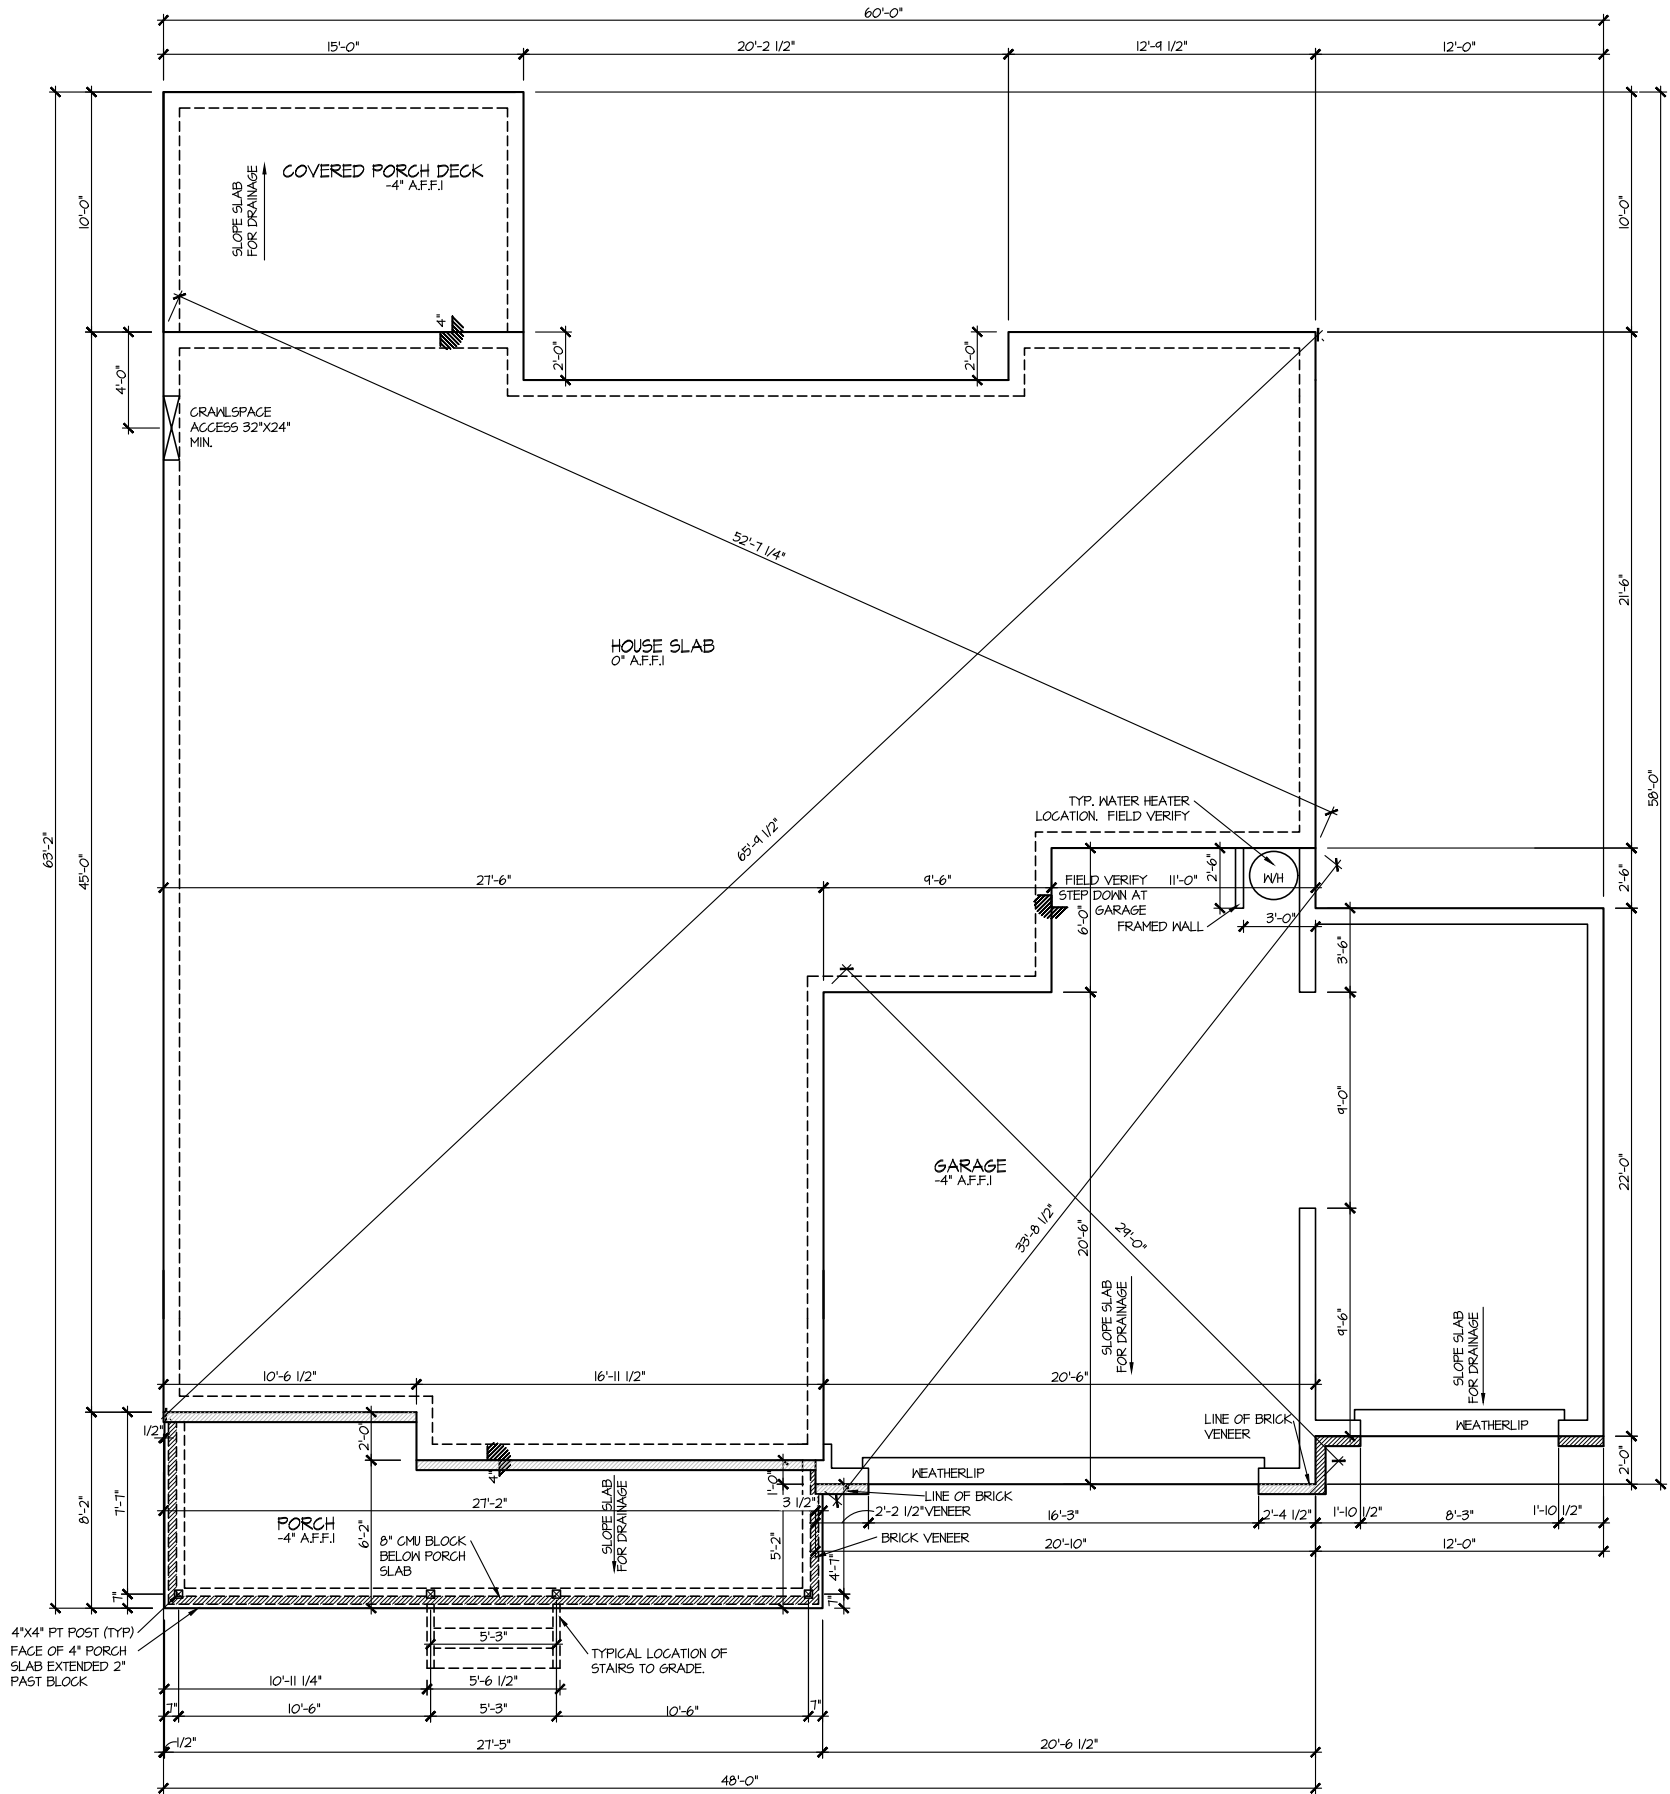 60'-0"
15'-0"
20'-2 1/2"
12'-9 1/2"
12'-0"
COVERED PORCH DECK
-4" A.F.F.I
SLOPE SLAB
FOR DRAINAGE
10'-0"
10'-0"
4"
2'-0"
2'-0"
4'-0"
CRAWLSPACE
ACCESS 32"X24"
MIN.
52'-7 1/4"
21'-6"
HOUSE SLAB
0" A.F.F.I
58'-0"
63'-2"
45'-0"
65'-9 1/2"
TYP. WATER HEATER
LOCATION. FIELD VERIFY
27'-6"
9'-6"
FIELD VERIFY
STEP DOWN AT
GARAGE
11'-0"
2'-6"
W/H
2'-6"
FRAMED WALL
3'-0"
6'-0"
3'-6"
9'-0"
GARAGE
-4" A.F.F.I
22'-0"
33'-8 1/2"
20'-6"
29'-0"
SLOPE SLAB
FOR DRAINAGE
9'-6"
SLOPE SLAB
FOR DRAINAGE
10'-6 1/2"
16'-11 1/2"
20'-6"
LINE OF BRICK
VENEER
WEATHERLIP
1/2"
2'-0"
4"
1'-0"
WEATHERLIP
2'-0"
8'-2"
7'-7"
27'-2"
3 1/2"
LINE OF BRICK
2'-2 1/2"
VENEER
16'-3"
2'-4 1/2"
1'-10 1/2"
8'-3"
1'-10 1/2"
PORCH
-4" A.F.F.I
6'-2"
8" CMU BLOCK
BELOW PORCH
SLAB
SLOPE SLAB
FOR DRAINAGE
5'-2"
4'-7"
BRICK VENEER
20'-10"
12'-0"
7"
7"
4"X4" PT POST (TYP)
FACE OF 4" PORCH
SLAB EXTENDED 2"
PAST BLOCK
5'-3"
TYPICAL LOCATION OF
STAIRS TO GRADE.
10'-11 1/4"
5'-6 1/2"
7"
10'-6"
5'-3"
10'-6"
7"
1/2"
27'-5"
20'-6 1/2"
48'-0"